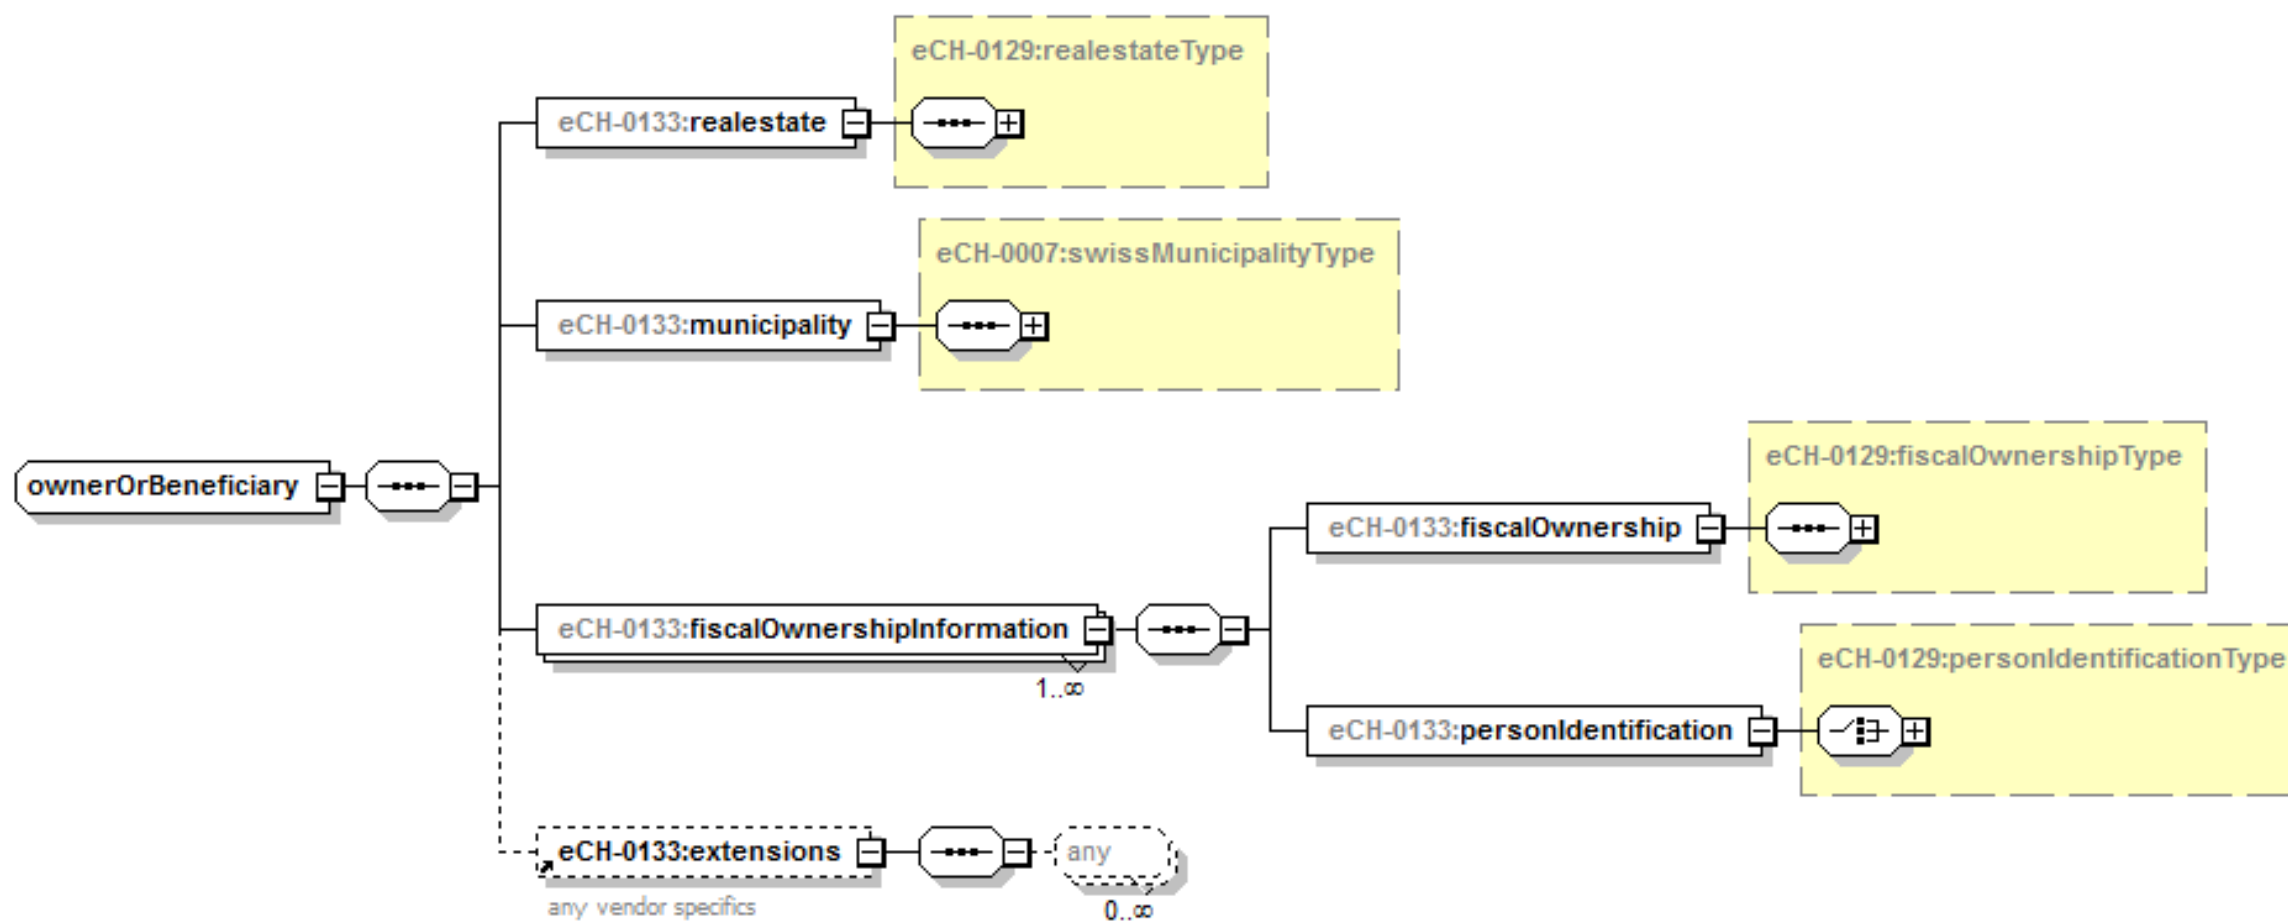 eCH-0129:realestateType
eCH-0133:realestate
eCH-0007:swissMunicipalityType
eCH-0133:municipality
ownerOrBeneficiary
eCH-0129:fiscalOwnershipType
eCH-0133:fiscalOwnership
eCH-0133:fiscalOwnershipInformation
1..∞
eCH-0129:personIdentificationType
eCH-0133:personIdentification
eCH-0133:extensions
any
any vendor specifics
0..∞